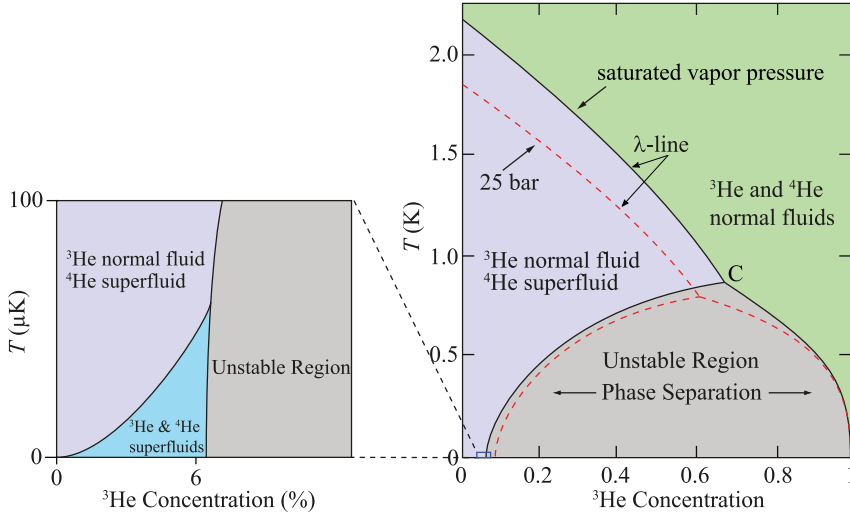 100
³He normal fluid
⁴He superfluid
T (μK)
Unstable Region
³He & ⁴He
superfluids
0
0
6
³He Concentration (%)
2.0
saturated vapor pressure
1.5
λ-line
25 bar
³He and ⁴He
normal fluids
T (K)
1.0
³He normal fluid
⁴He superfluid
C
0.5
Unstable Region
Phase Separation
0
0
0.2
0.4
0.6
0.8
1
³He Concentration